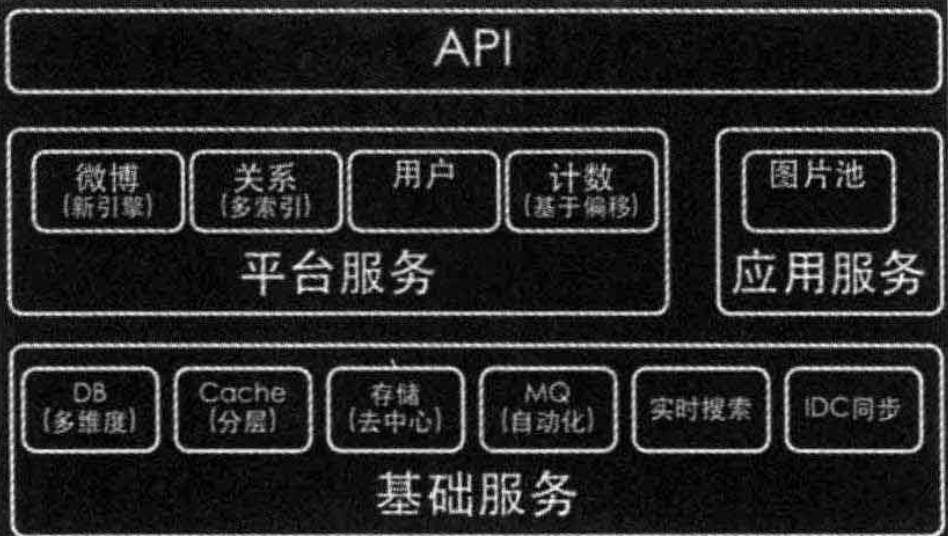 API
微博
(新引擎)
关系
(多索引)
用户
计数
(基于偏移)
平台服务
图片池
应用服务
DB
(多维度)
Cache
(分层)
存储
(去中心)
MQ
(自动化)
实时搜索
IDC同步
基础服务